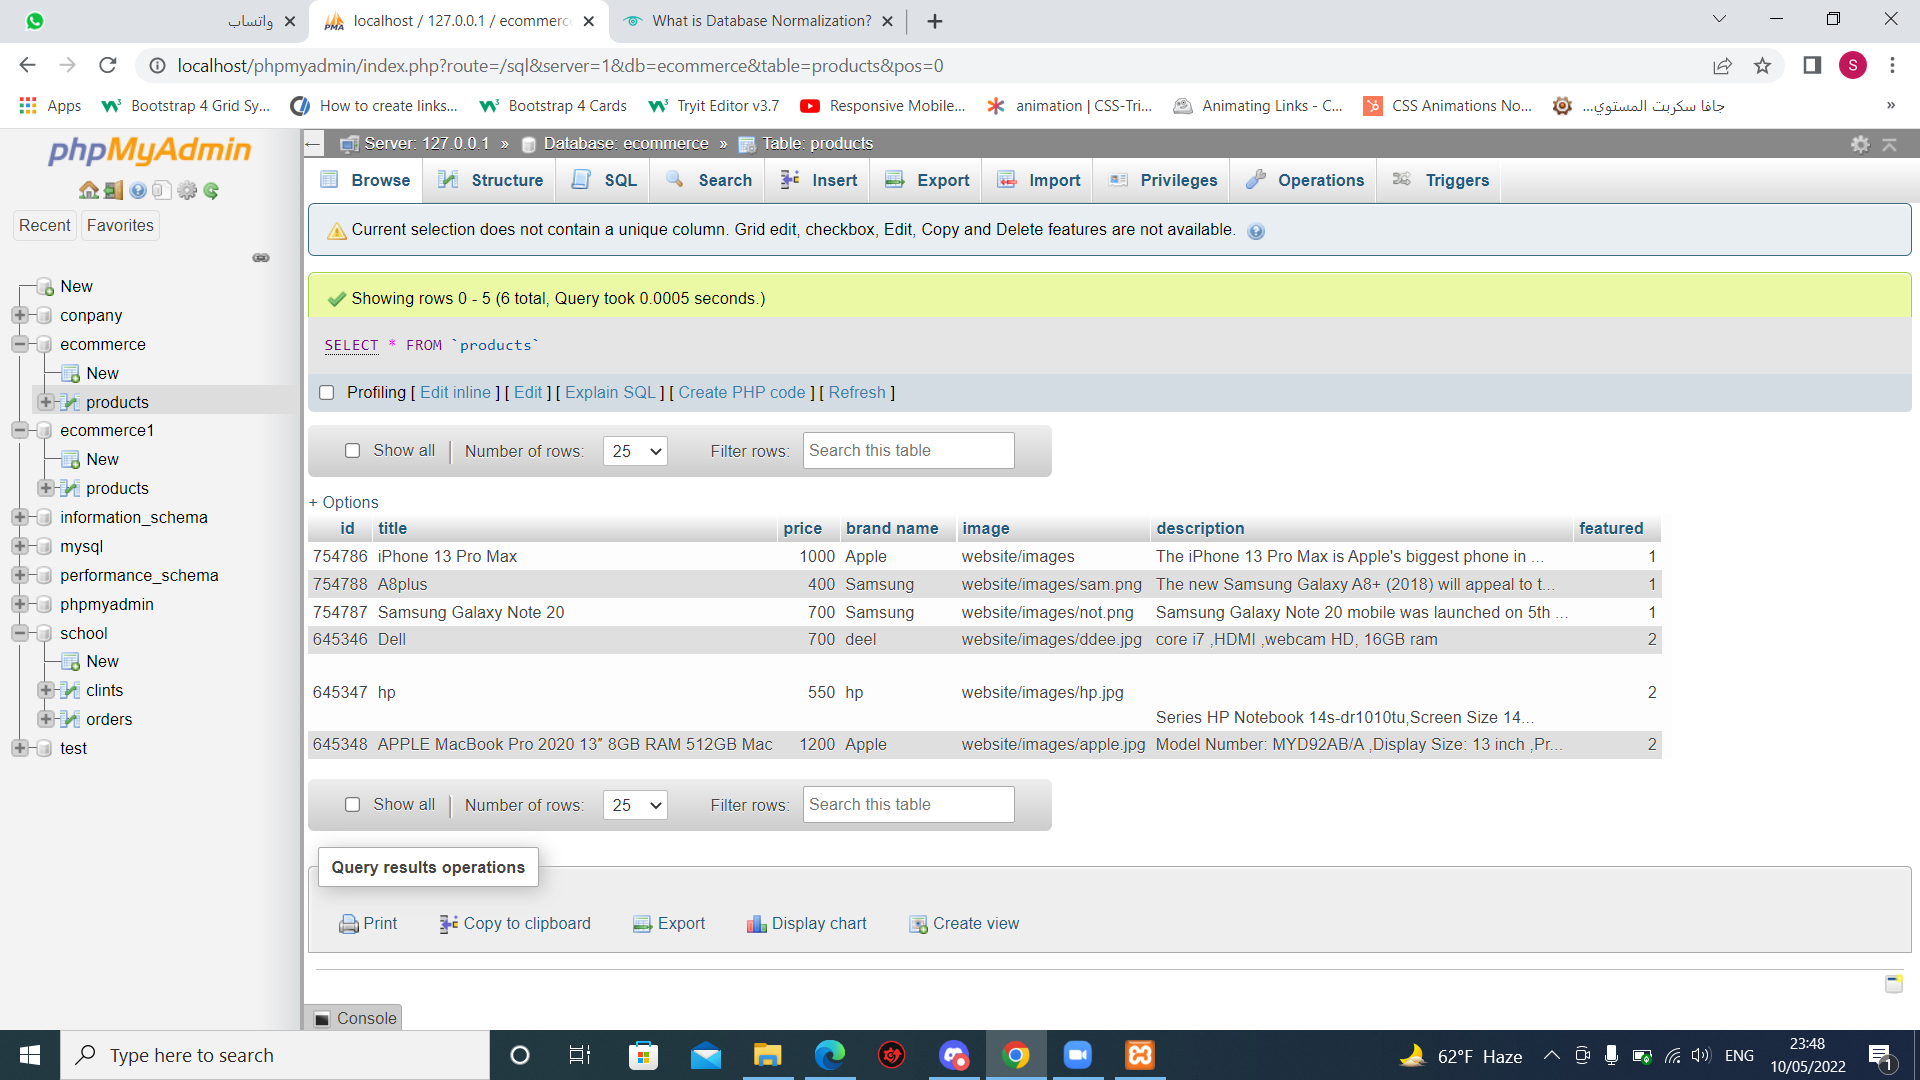 واتساب
localhost / 127.0.0.1 / ecommerc
What is Database Normalization?
localhost/phpmyadmin/index.php?route=/sql&server=1&db=ecommerce&table=products&pos=0
S
Apps
Bootstrap 4 Grid Sy...
How to create links...
Bootstrap 4 Cards
Tryit Editor v3.7
Responsive Mobile...
animation | CSS-Tri...
Animating Links - C...
CSS Animations No...
جافا سكربت المستوي...
»
phpMyAdmin
Recent
Favorites
New
conpany
ecommerce
New
products
ecommerce1
New
products
information_schema
mysql
performance_schema
phpmyadmin
school
New
clints
orders
test
Server: 127.0.0.1 » Database: ecommerce » Table: products
Browse
Structure
SQL
Search
Insert
Export
Import
Privileges
Operations
Triggers
Current selection does not contain a unique column. Grid edit, checkbox, Edit, Copy and Delete features are not available.
Showing rows 0 - 5 (6 total, Query took 0.0005 seconds.)
SELECT * FROM `products`
Profiling [ Edit inline ] [ Edit ] [ Explain SQL ] [ Create PHP code ] [ Refresh ]
Show all | Number of rows: 25 Filter rows: Search this table
+ Options
id title price brand name image description featured
754786 iPhone 13 Pro Max 1000 Apple website/images The iPhone 13 Pro Max is Apple's biggest phone in ... 1
754788 A8plus 400 Samsung website/images/sam.png The new Samsung Galaxy A8+ (2018) will appeal to t... 1
754787 Samsung Galaxy Note 20 700 Samsung website/images/not.png Samsung Galaxy Note 20 mobile was launched on 5th ... 1
645346 Dell 700 deel website/images/ddee.jpg core i7 ,HDMI ,webcam HD, 16GB ram 2
645347 hp 550 hp website/images/hp.jpg 2
Series HP Notebook 14s-dr1010tu,Screen Size 14...
645348 APPLE MacBook Pro 2020 13″ 8GB RAM 512GB Mac 1200 Apple website/images/apple.jpg Model Number: MYD92AB/A ,Display Size: 13 inch ,Pr... 2
Show all | Number of rows: 25 Filter rows: Search this table
Query results operations
Print
Copy to clipboard
Export
Display chart
Create view
Console
Type here to search
62°F Haze
ENG
23:48
10/05/2022
1